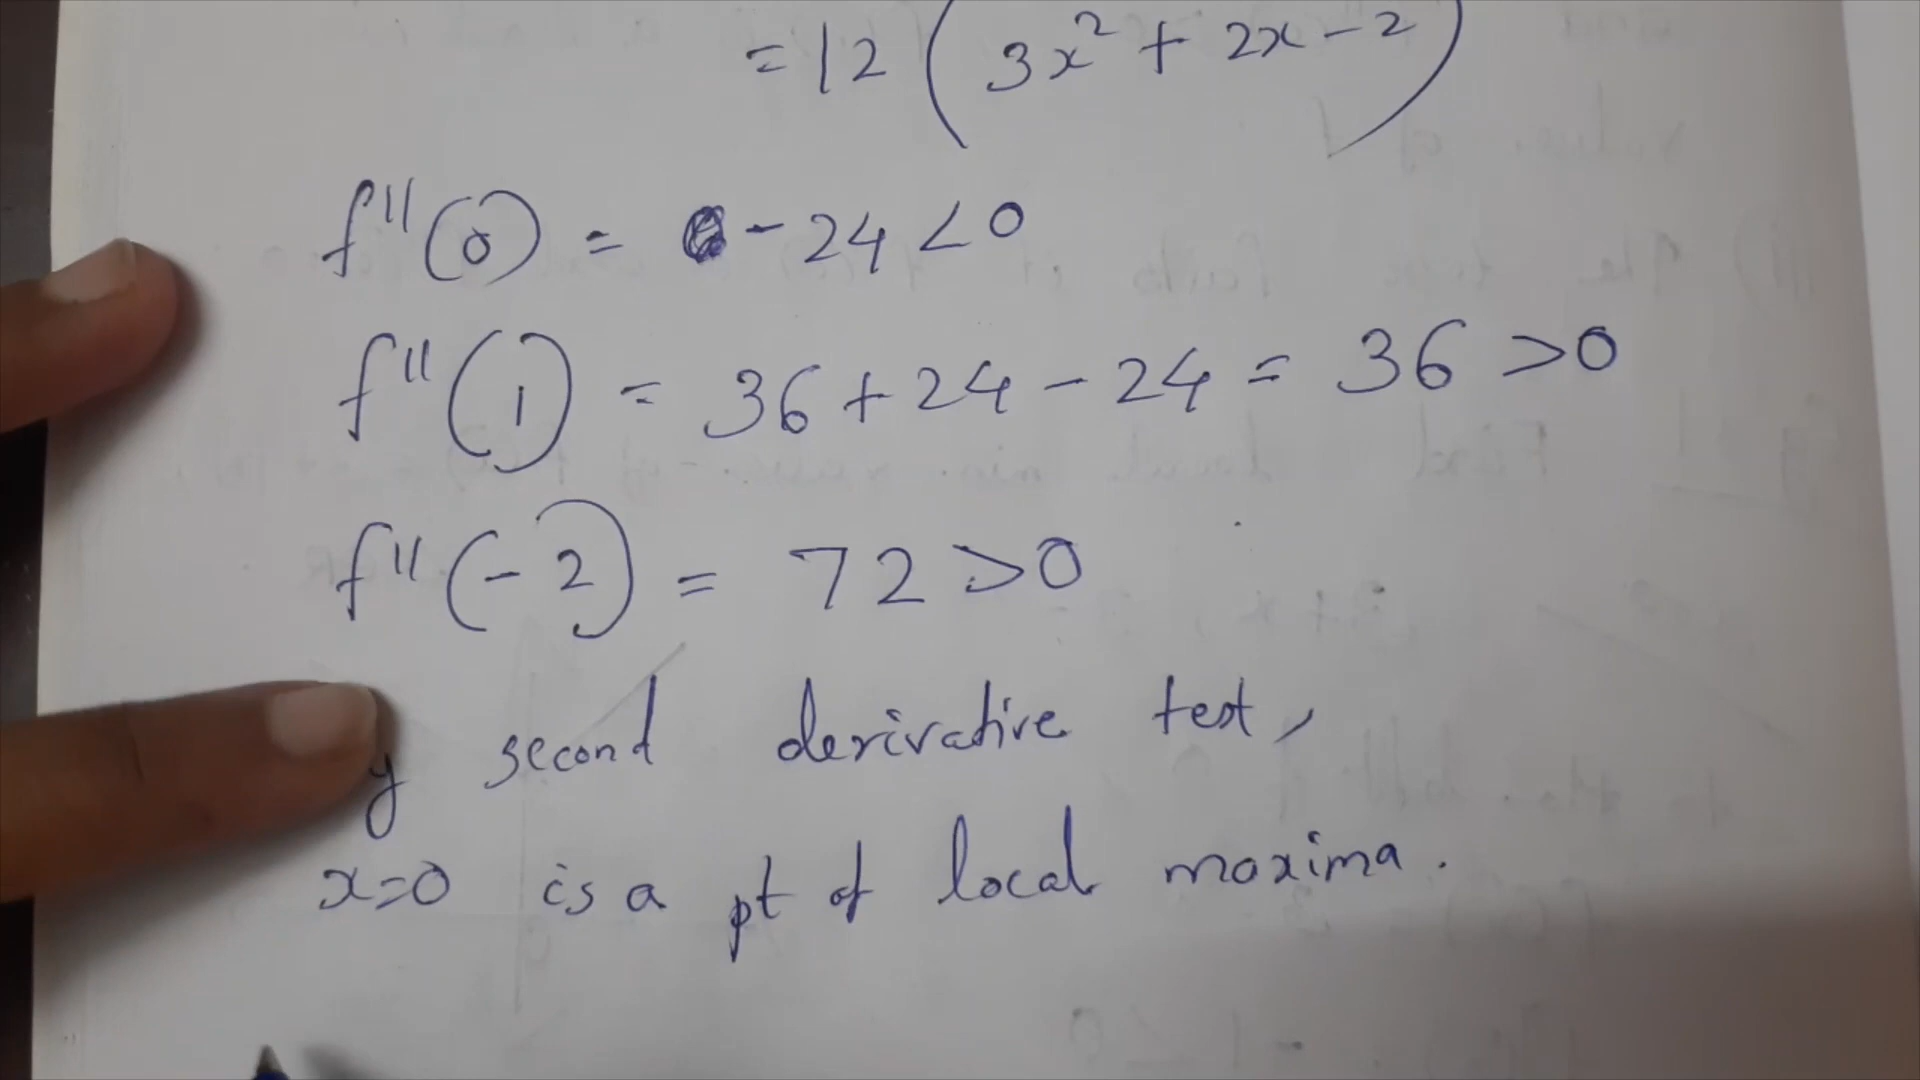 = 12 (3x² + 2x - 2)
f"(0) = - 24 < 0
f"(1) = 36 + 24 - 24 = 36 > 0
f"(-2) = 72 > 0
y second derivative test,
x=0 is a pt of local maxima.